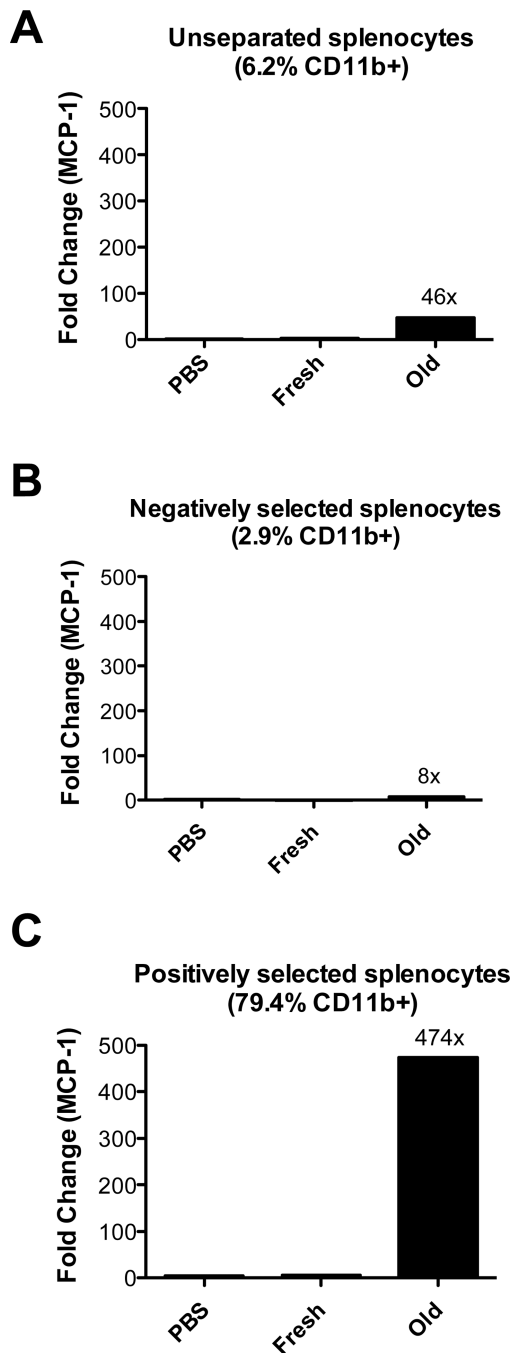 A
Unseparated splenocytes
(6.2% CD11b+)
Fold Change (MCP-1)
500
400
300
200
100
0
46x
PBS
Fresh
Old
B
Negatively selected splenocytes
(2.9% CD11b+)
Fold Change (MCP-1)
500
400
300
200
100
0
8x
PBS
Fresh
Old
C
Positively selected splenocytes
(79.4% CD11b+)
Fold Change (MCP-1)
500
400
300
200
100
0
474x
PBS
Fresh
Old